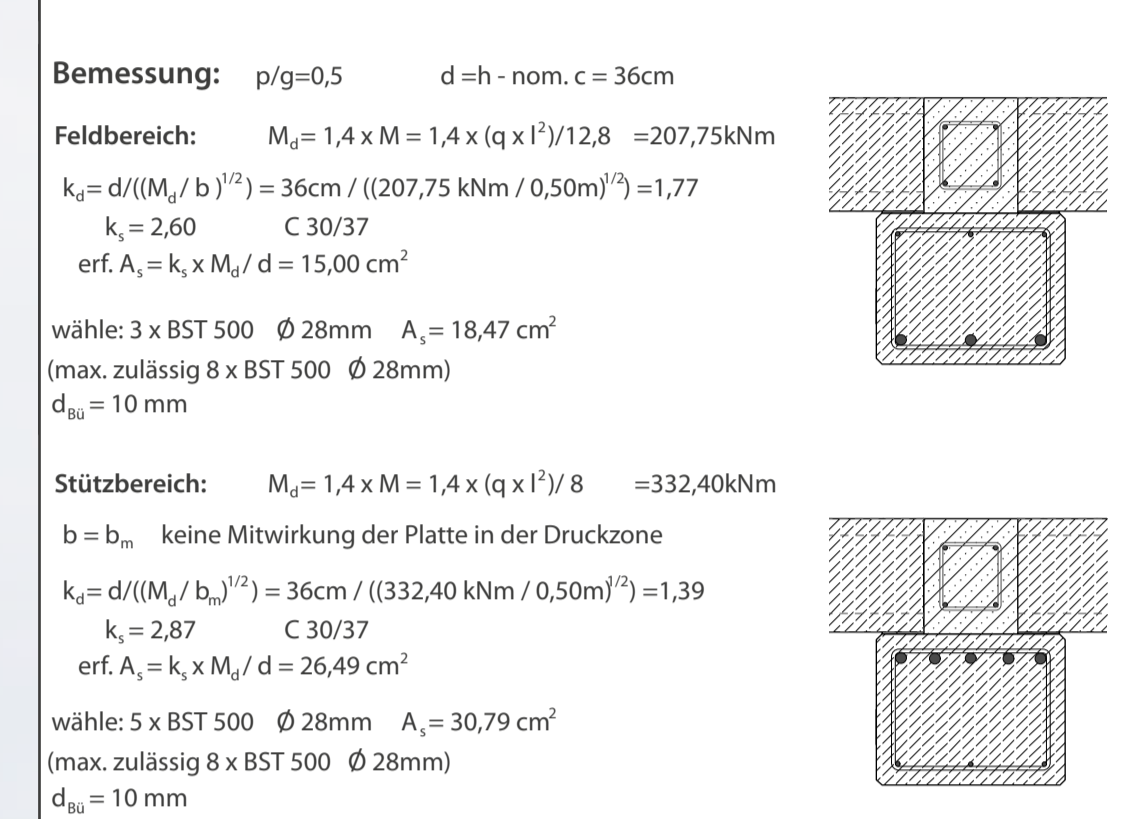 Bemessung: p/g=0,5 d =h - nom. c = 36cm
Feldbereich: M_d= 1,4 x M = 1,4 x (q x l²)/12,8 =207,75kNm
k_d= d/((M_d/ b )^1/2) = 36cm / ((207,75 kNm / 0,50m)^1/2) =1,77
k_s = 2,60 C 30/37
erf. A_s = k_s x M_d/ d = 15,00 cm²
wähle: 3 x BST 500 Ø 28mm A_s= 18,47 cm²
(max. zulässig 8 x BST 500 Ø 28mm)
d_Bü = 10 mm
Stützbereich: M_d= 1,4 x M = 1,4 x (q x l²)/ 8 =332,40kNm
b = b_m keine Mitwirkung der Platte in der Druckzone
k_d= d/((M_d/ b_m)^1/2) = 36cm / ((332,40 kNm / 0,50m)^1/2) =1,39
k_s = 2,87 C 30/37
erf. A_s = k_s x M_d/ d = 26,49 cm²
wähle: 5 x BST 500 Ø 28mm A_s= 30,79 cm²
(max. zulässig 8 x BST 500 Ø 28mm)
d_Bü = 10 mm